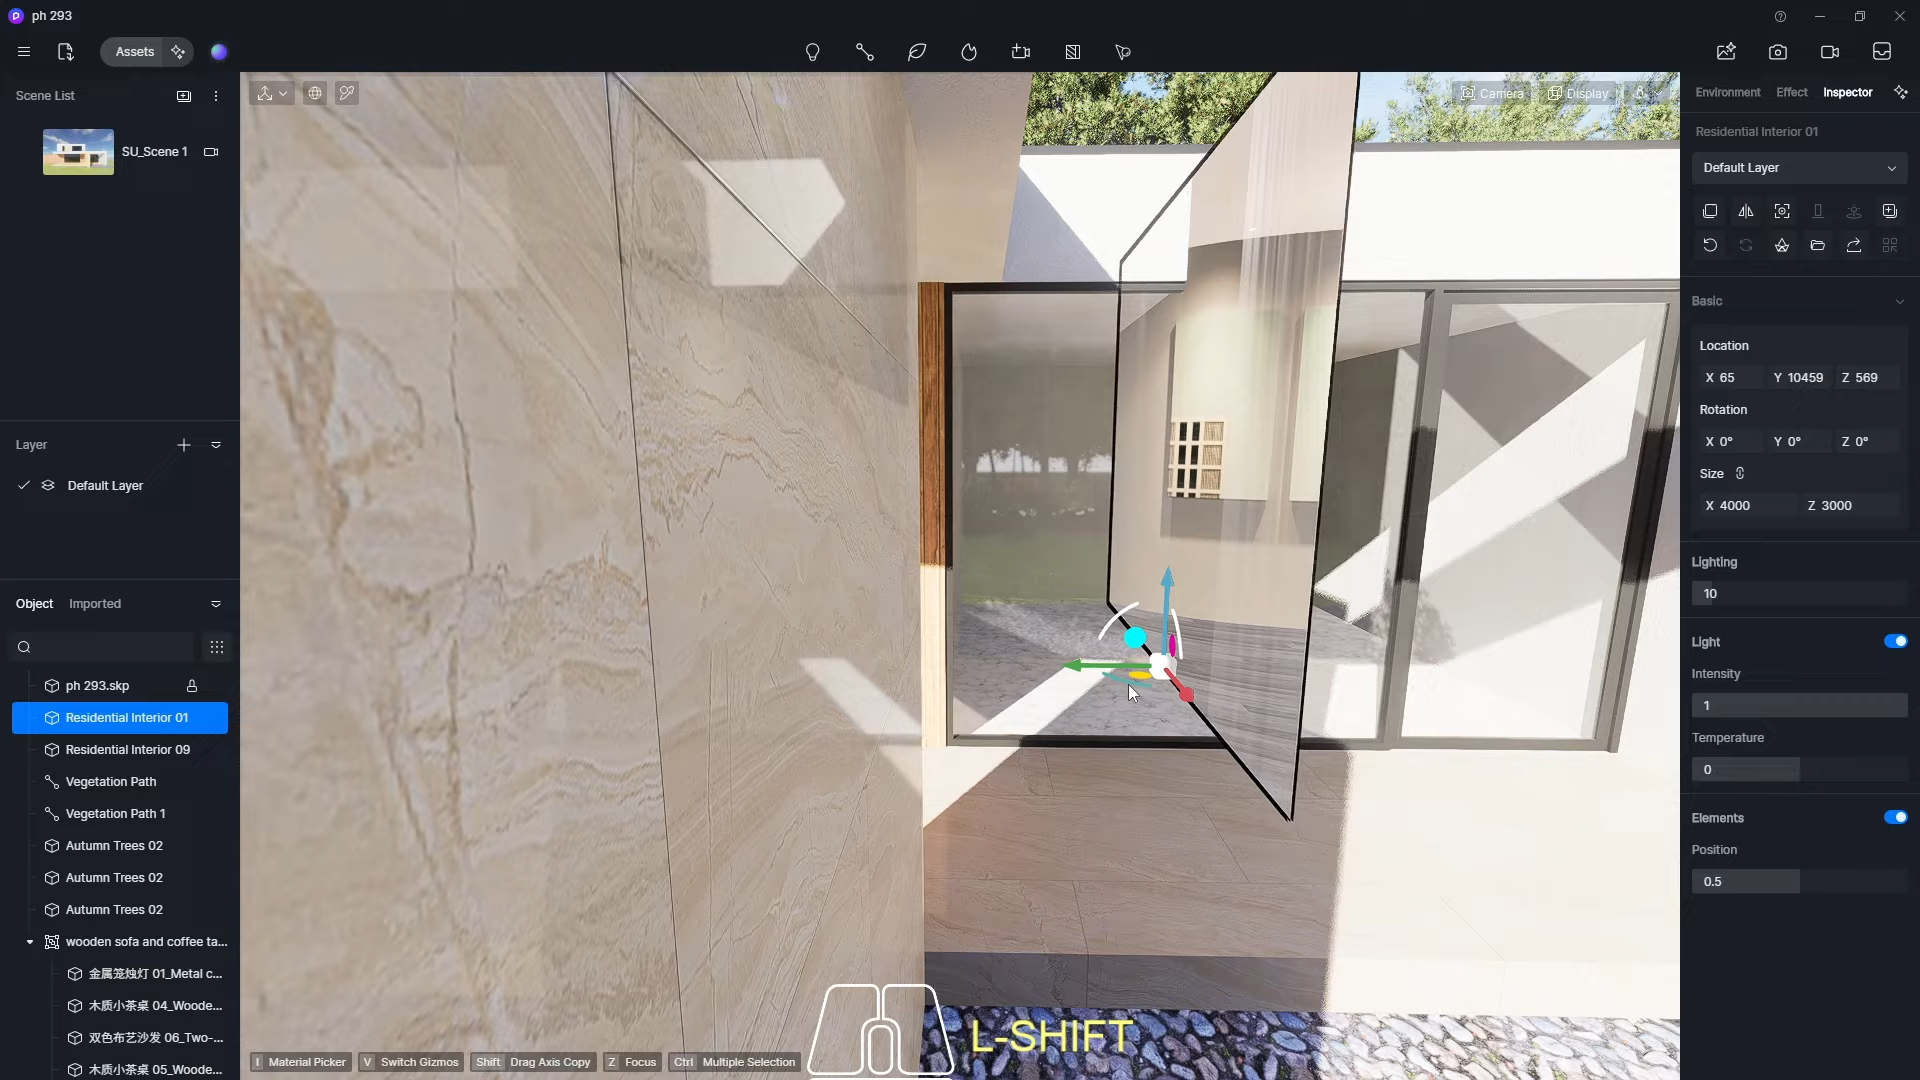 ph 293
Assets
Scene List
SU_Scene 1
Layer
Default Layer
Object
Imported
ph 293.skp
Residential Interior 01
Residential Interior 09
Vegetation Path
Vegetation Path 1
Autumn Trees 02
Autumn Trees 02
Autumn Trees 02
wooden sofa and coffee ta...
金属笼烛灯 01_Metal c...
木质小茶桌 04_Woode...
双色布艺沙发 06_Two-...
木质小茶桌 05_Woode...
Camera
Display
I Material Picker
V Switch Gizmos
Shift Drag Axis Copy
Z Focus
Ctrl Multiple Selection
L-SHIFT
Environment
Effect
Inspector
Residential Interior 01
Default Layer
Basic
Location
X 65 Y 10459 Z 569
Rotation
X 0° Y 0° Z 0°
Size
X 4000 Z 3000
Lighting
10
Light
Intensity
1
Temperature
0
Elements
Position
0.5